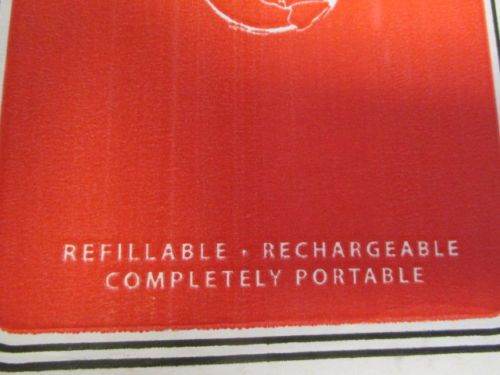 REFILLABLE • RECHARGEABLE
COMPLETELY PORTABLE